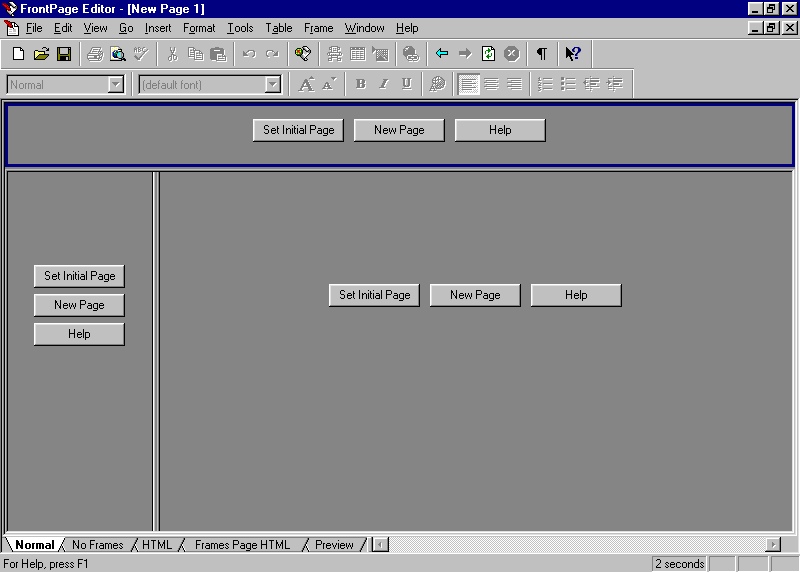 FrontPage Editor - [New Page 1]
File Edit View Go Insert Format Tools Table Frame Window Help
Normal (default font)
Set Initial Page New Page Help
Set Initial Page
New Page
Help
Set Initial Page New Page Help
Normal No Frames HTML Frames Page HTML Preview
For Help, press F1 2 seconds